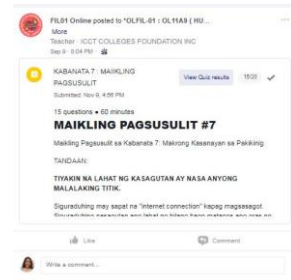 FIL01 Online posted to *OLFIL-01 : OL11A9 ( HU...
More
Teacher · ICCT COLLEGES FOUNDATION INC
Sep 9 · 5:04 PM
KABANATA 7 : MAIKLING
PAGSUSULIT
View Quiz results
15/20
Submitted: Nov 9, 4:56 PM
15 questions • 60 minutes
MAIKLING PAGSUSULIT #7
Maikling Pagsusulit sa Kabanata 7: Makrong Kasanayan sa Pakikinig
TANDAAN:
TIYAKIN NA LAHAT NG KASAGUTAN AY NASA ANYONG
MALALAKING TITIK.
Siguraduhing may sapat na "internet connection" kapag magsasagot.
Like
Comment
Write a comment...